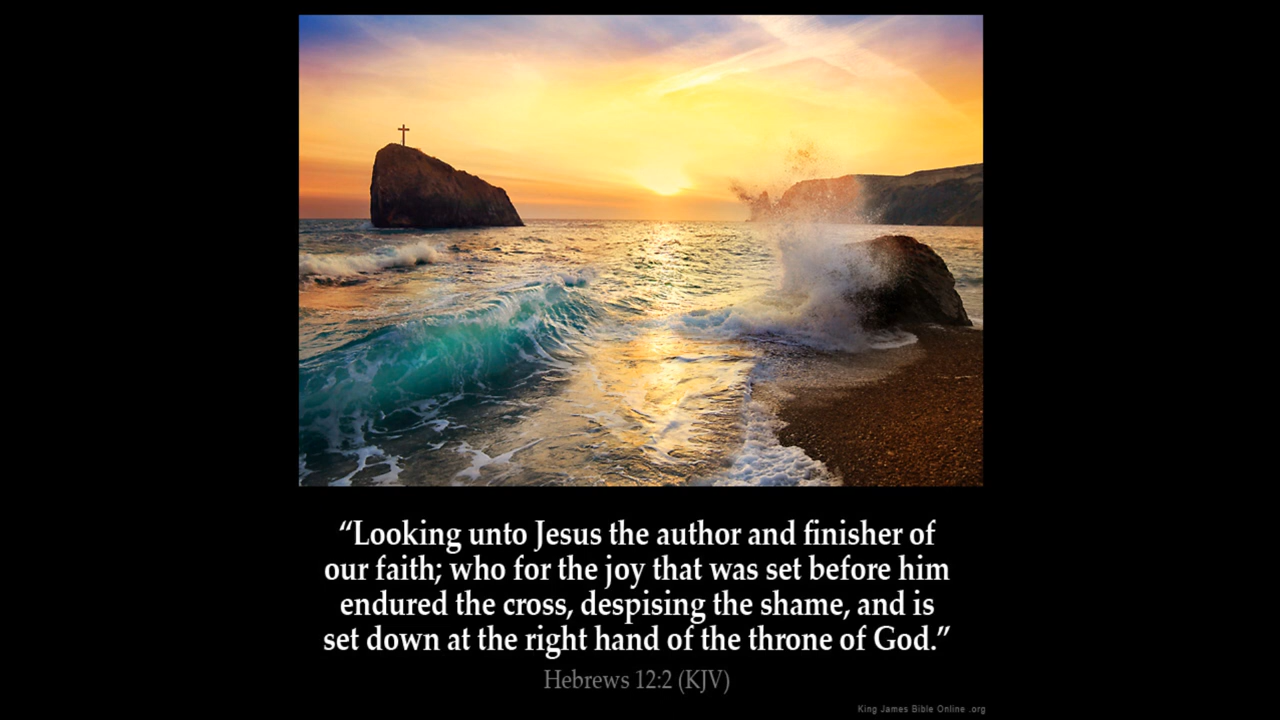 “Looking unto Jesus the author and finisher of
our faith; who for the joy that was set before him
endured the cross, despising the shame, and is
set down at the right hand of the throne of God.”
Hebrews 12:2 (KJV)
King James Bible Online .org